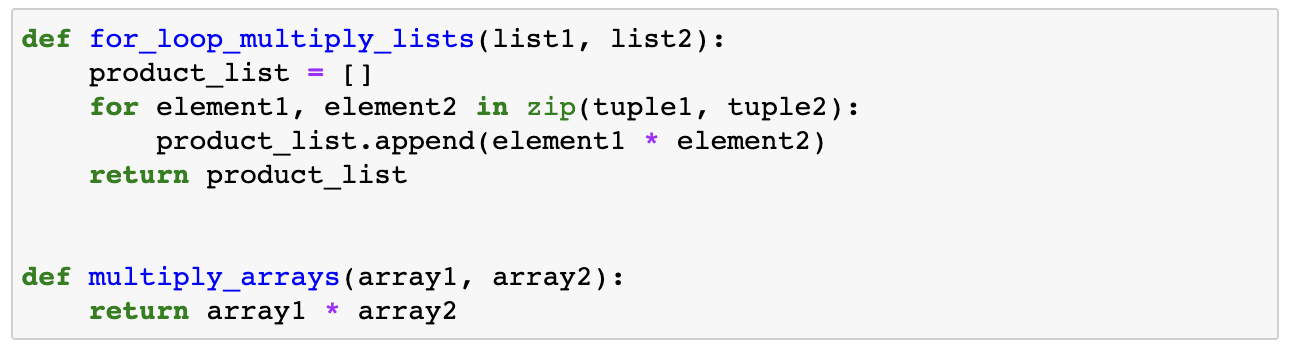 def for_loop_multiply_lists(list1, list2):
    product_list = []
    for element1, element2 in zip(tuple1, tuple2):
        product_list.append(element1 * element2)
    return product_list
def multiply_arrays(array1, array2):
    return array1 * array2